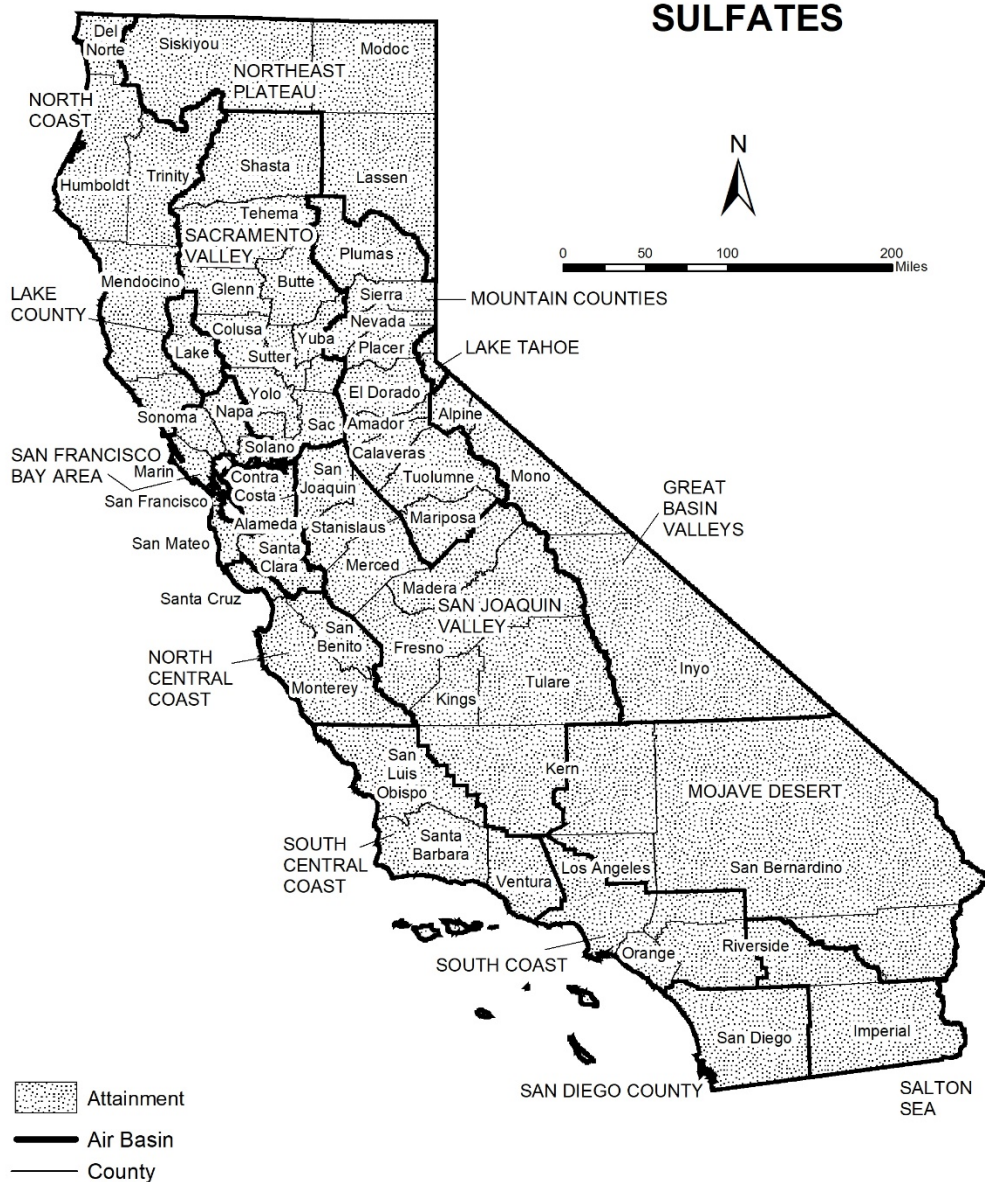 SULFATES
Del
Norte
Siskiyou
Modoc
NORTHEAST
PLATEAU
NORTH
COAST
N
Shasta
Trinity
Lassen
Humboldt
Tehema
SACRAMENTO
VALLEY
Plumas
0 50 100 200
Miles
Mendocino
Glenn
Butte
Sierra
MOUNTAIN COUNTIES
LAKE
COUNTY
Nevada
Colusa
Yuba
Lake
Sutter
Placer
LAKE TAHOE
Yolo
El Dorado
Napa
Sonoma
Sac
Amador
Alpine
Solano
Calaveras
SAN FRANCISCO
BAY AREA
Marin
Contra
Costa
San
Joaquin
Tuolumne
Mono
San Francisco
GREAT
BASIN
VALLEYS
Alameda
Stanislaus
Mariposa
San Mateo
Santa
Clara
Merced
Madera
Santa Cruz
SAN JOAQUIN
VALLEY
San
Benito
Fresno
NORTH
CENTRAL
COAST
Inyo
Monterey
Kings
Tulare
San
Luis
Obispo
Kern
MOJAVE DESERT
SOUTH
CENTRAL
COAST
Santa
Barbara
Ventura
Los Angeles
San Bernardino
SOUTH COAST
Orange
Riverside
San Diego
Imperial
SAN DIEGO COUNTY
SALTON
SEA
Attainment
Air Basin
County